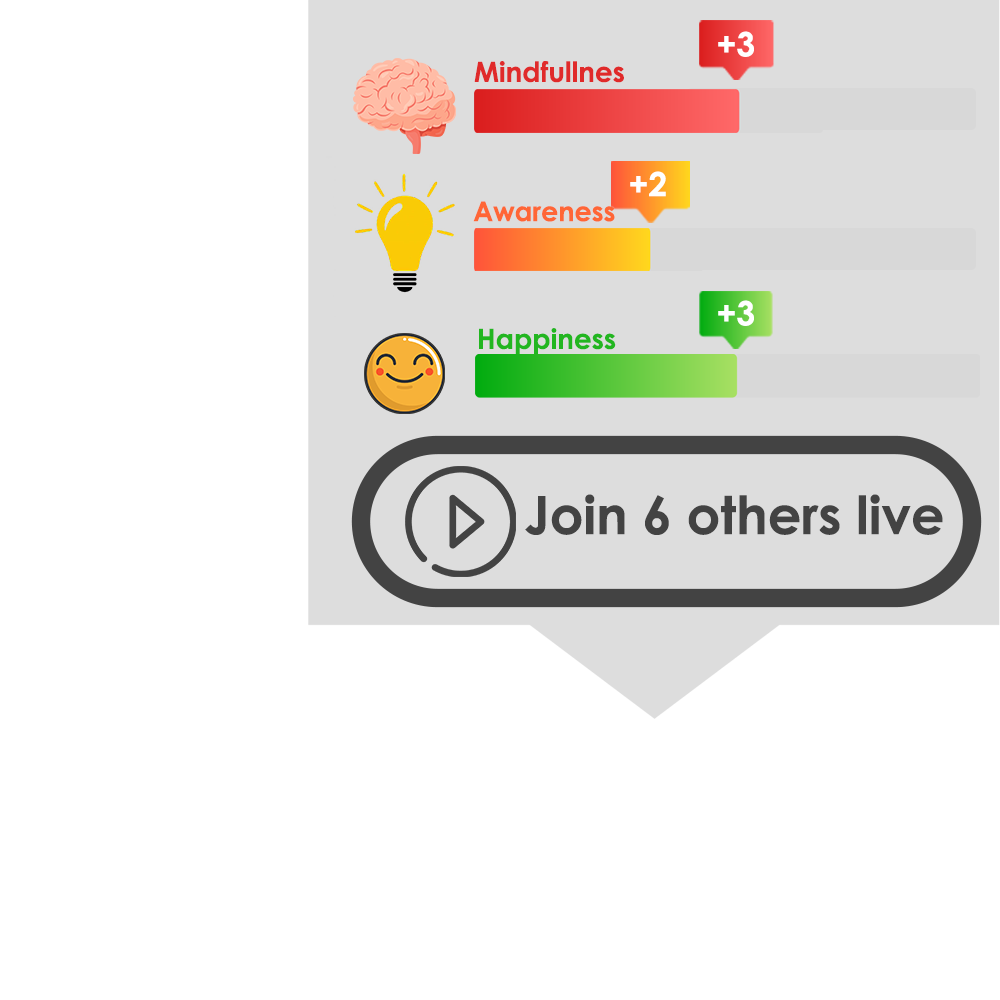 +3
Mindfullnes
+2
Awareness
+3
Happiness
Join 6 others live